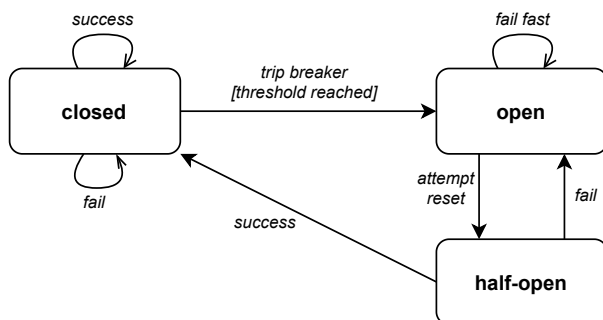 success
fail fast
closed
trip breaker
[threshold reached]
open
fail
attempt
reset
fail
success
half-open